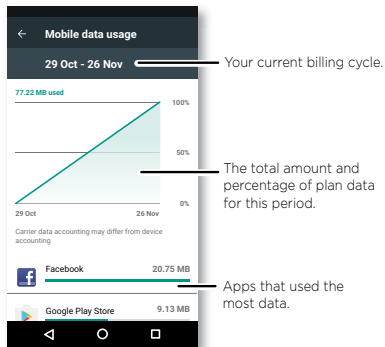 Mobile data usage
29 Oct - 26 Nov
Your current billing cycle.
77.22 MB used
100%
50%
The total amount and
percentage of plan data
for this period.
0%
29 Oct
26 Nov
Carrier data accounting may differ from device
accounting
Facebook
20.75 MB
Apps that used the
most data.
Google Play Store
9.13 MB